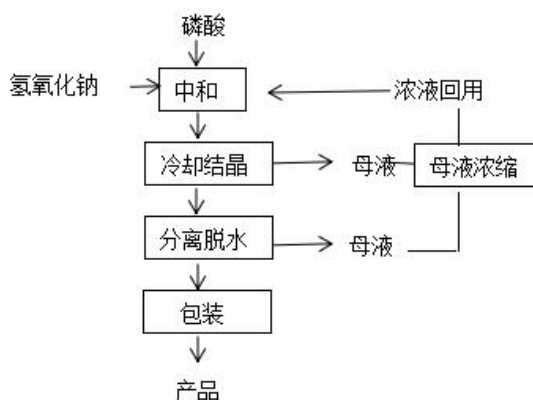 磷酸
氢氧化钠
中和
浓液回用
冷却结晶
母液
母液浓缩
分离脱水
母液
包装
产品